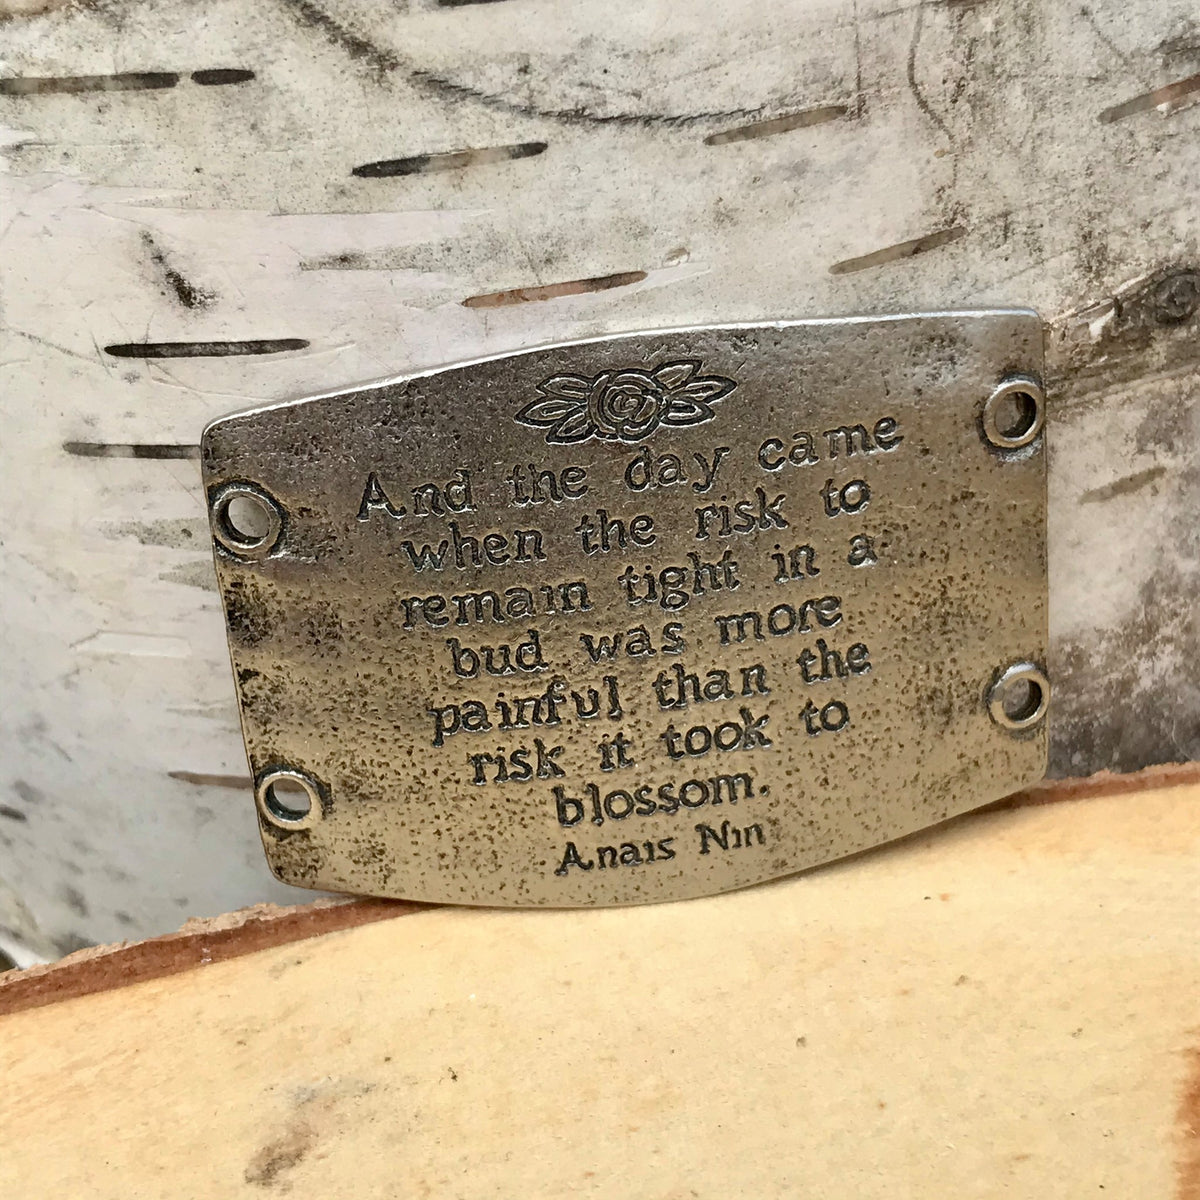 And the day came
when the risk to
remain tight in a
bud was more
painful than the
risk it took to
blossom.
Anais Nin